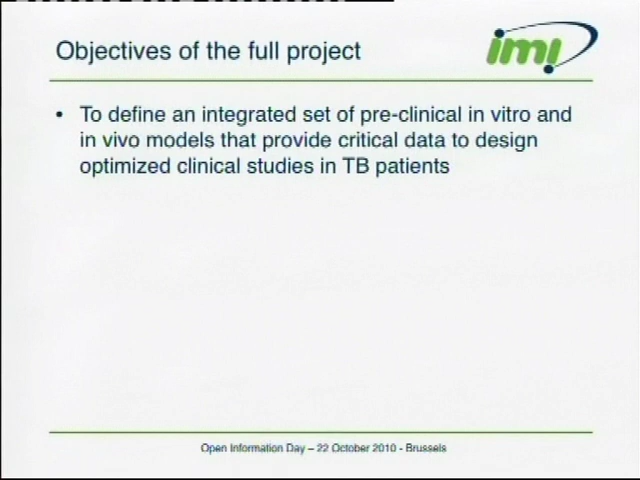 Objectives of the full project
imi
• To define an integrated set of pre-clinical in vitro and
in vivo models that provide critical data to design
optimized clinical studies in TB patients
Open Information Day – 22 October 2010 - Brussels